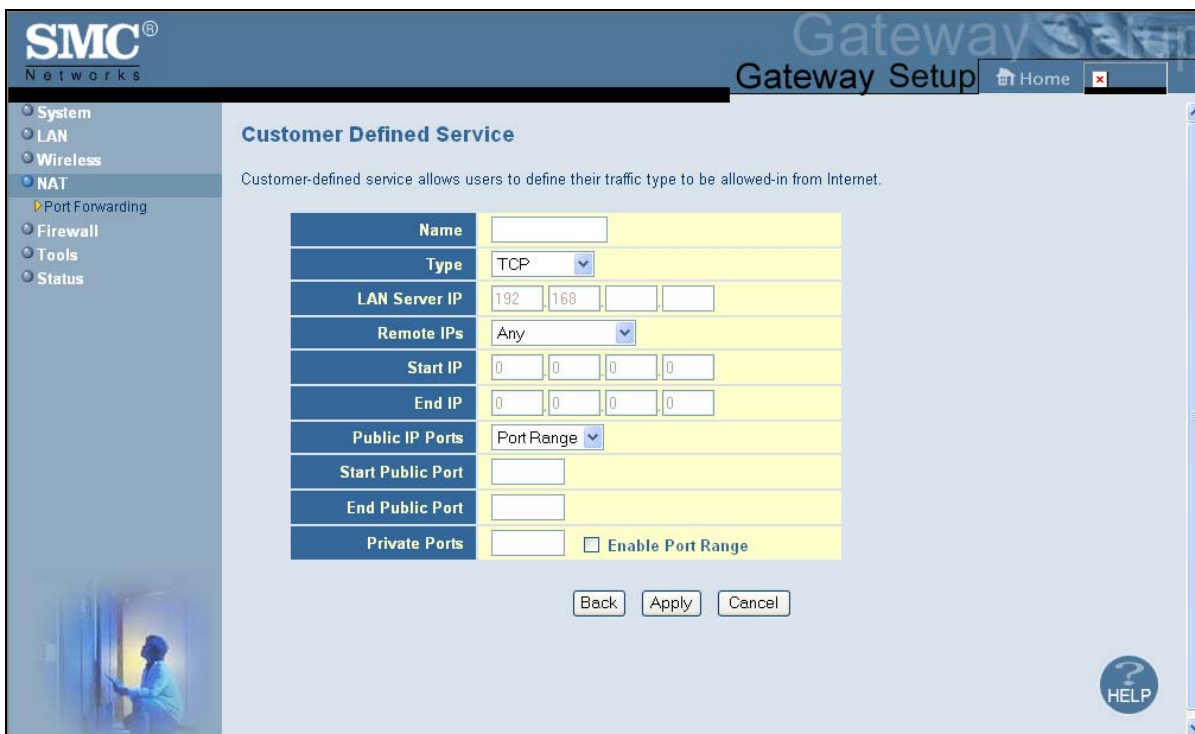 SMC®
Networks
Gateway Setup
Gateway Setup
Home
System
LAN
Wireless
NAT
Port Forwarding
Firewall
Tools
Status
Customer Defined Service
Customer-defined service allows users to define their traffic type to be allowed-in from Internet.
Name
Type TCP
LAN Server IP 192 . 168 . .
Remote IPs Any
Start IP 0 . 0 . 0 . 0
End IP 0 . 0 . 0 . 0
Public IP Ports Port Range
Start Public Port
End Public Port
Private Ports Enable Port Range
Back Apply Cancel
?
HELP